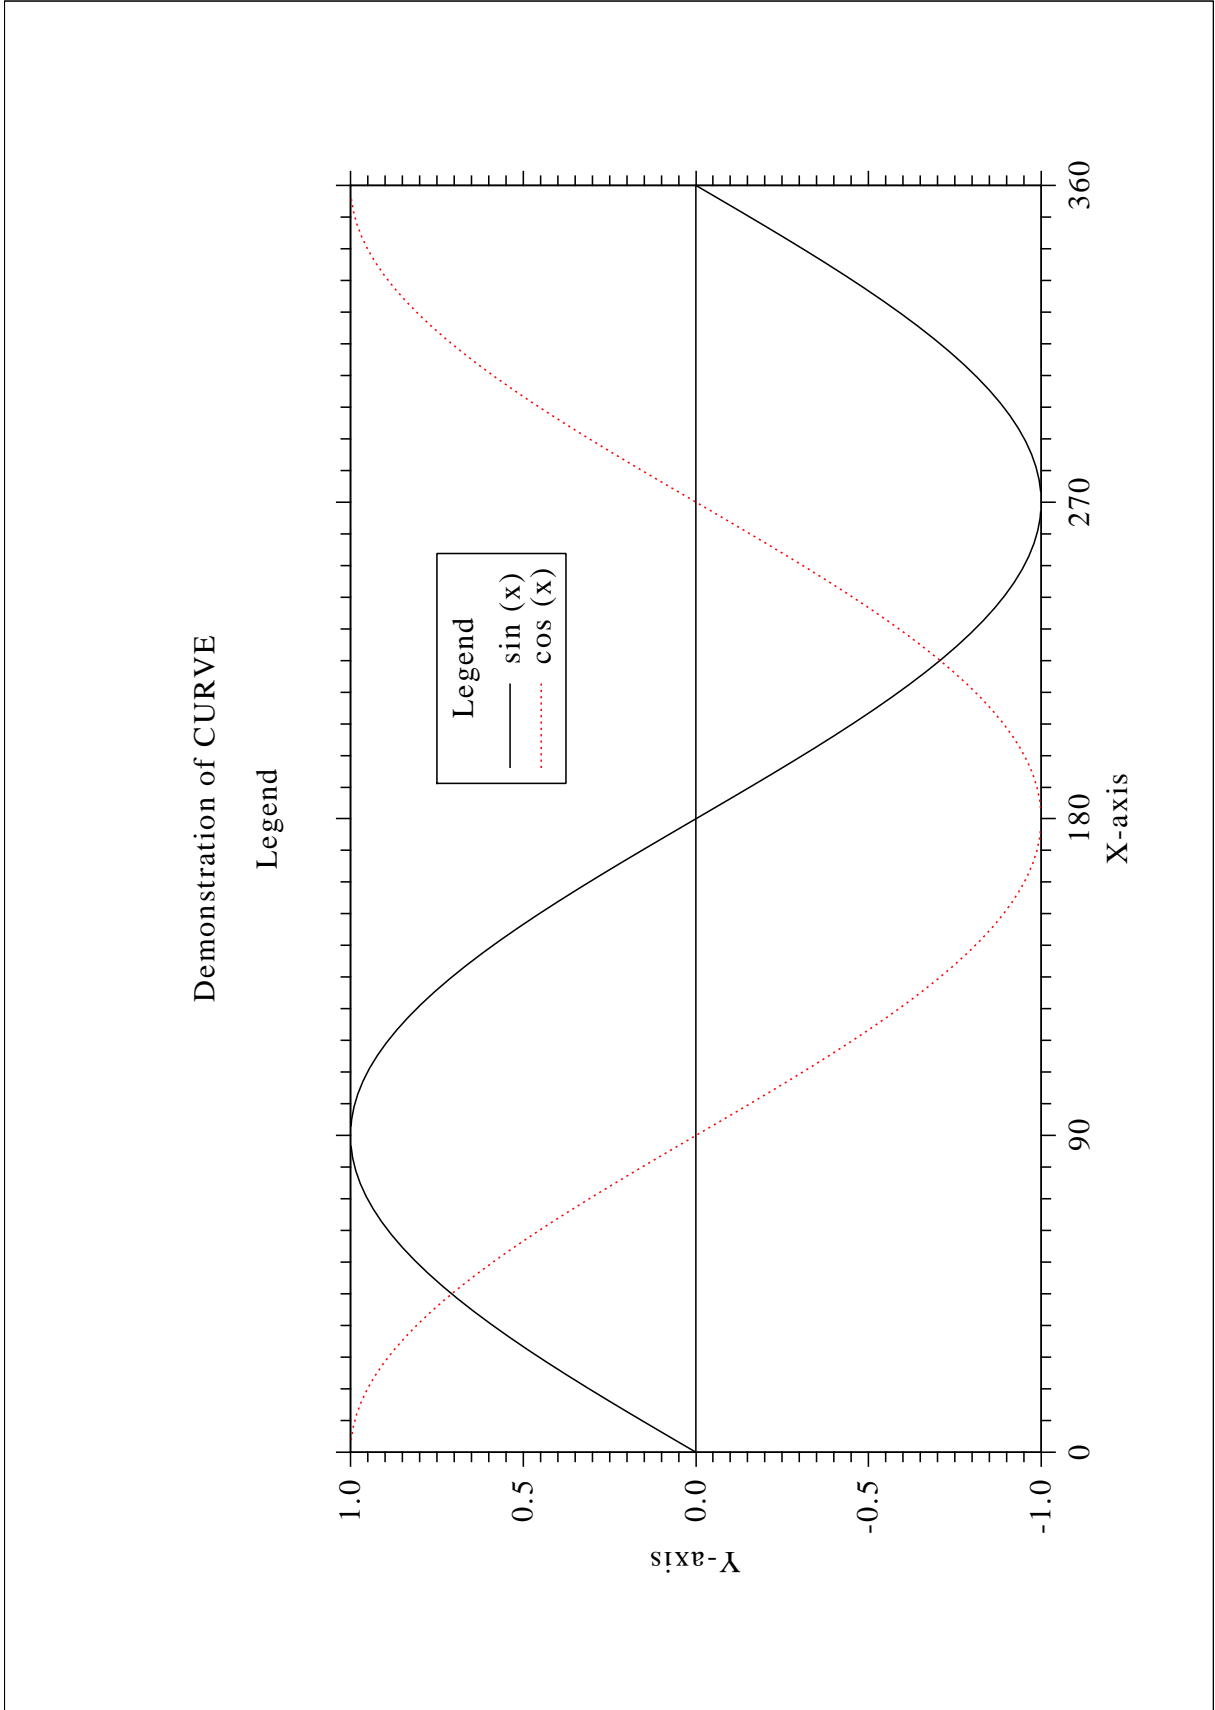 Demonstration of CURVE
Legend
Legend
sin (x)
cos (x)
1.0
0.5
0.0
-0.5
-1.0
Y-axis
0
90
180
270
360
X-axis